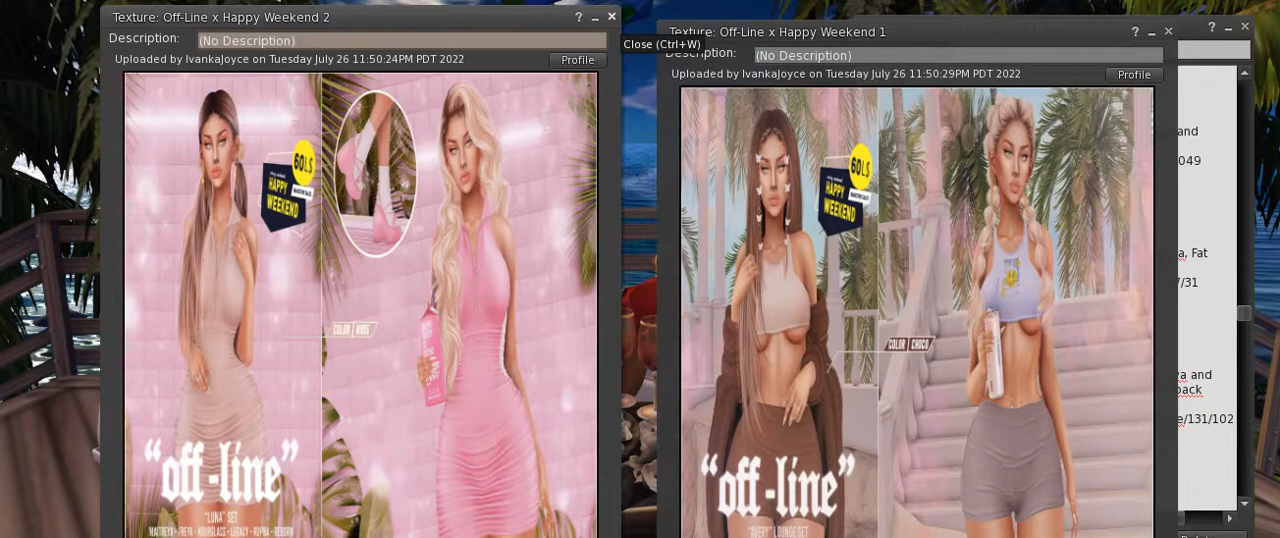 Texture: Off-Line x Happy Weekend 2
Description:
(No Description)
Uploaded by IvankaJoyce on Tuesday July 26 11:50:24PM PDT 2022
Profile
60L$
HAPPY
WEEKEND
COLOR | NUDE
“off-line”
"LUNA" SET
MAITREYA - FREYA - HOURGLASS - LEGACY - KUPRA - REBORN
Close (Ctrl+W)
Texture: Off-Line x Happy Weekend 1
Description:
(No Description)
Uploaded by IvankaJoyce on Tuesday July 26 11:50:29PM PDT 2022
Profile
60L$
HAPPY
WEEKEND
COLOR | CHOCO
“off-line”
"AVERY" LOUNGE SET
and
049
a, Fat
7/31
ya and
back
e/131/102